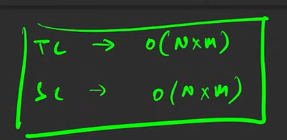 TC → O(N×M)
SC → O(N×M)